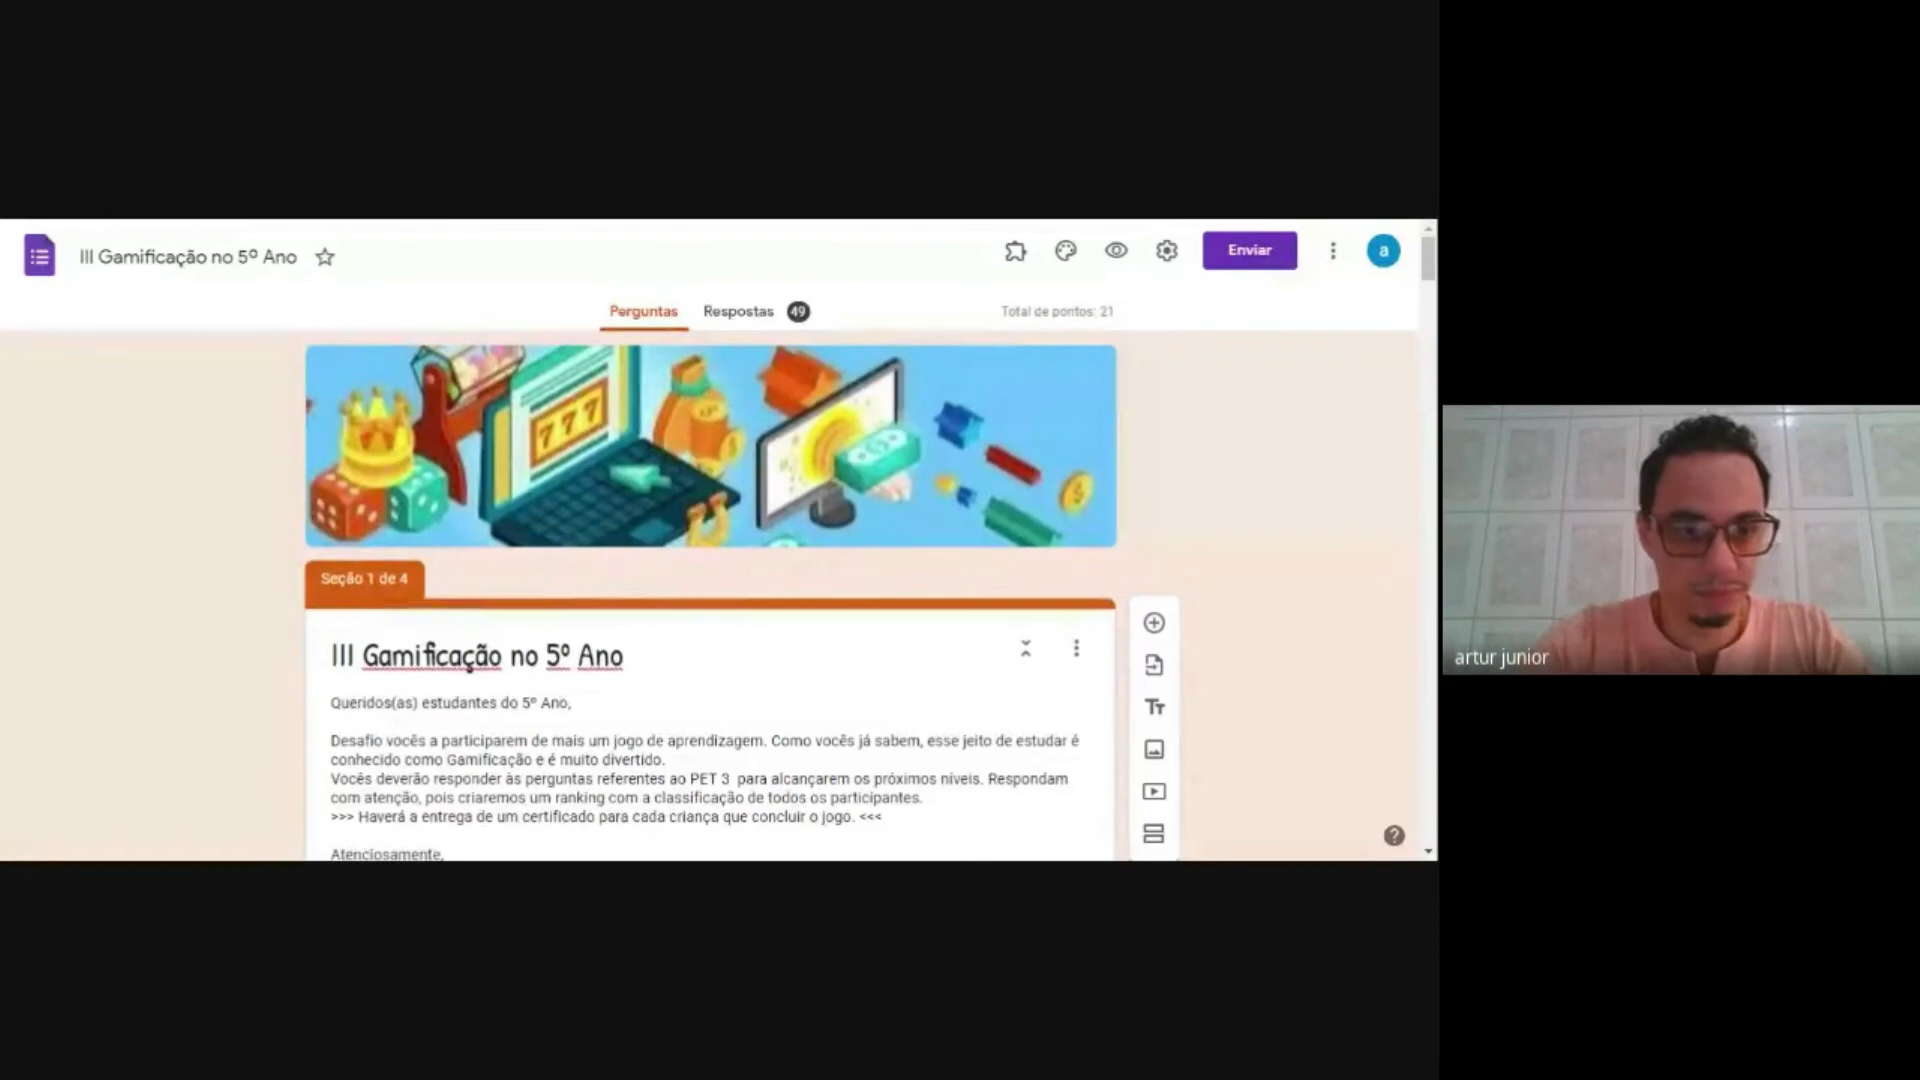 III Gamificação no 5º Ano
Enviar
a
Perguntas
Respostas 49
Total de pontos: 21
777
Seção 1 de 4
III Gamificação no 5º Ano
Queridos(as) estudantes do 5º Ano,
Desafio vocês a participarem de mais um jogo de aprendizagem. Como vocês já sabem, esse jeito de estudar é
conhecido como Gamificação e é muito divertido.
Vocês deverão responder às perguntas referentes ao PET 3 para alcançarem os próximos níveis. Respondam
com atenção, pois criaremos um ranking com a classificação de todos os participantes.
>>> Haverá a entrega de um certificado para cada criança que concluir o jogo. <<<
Atenciosamente,
Tт
artur junior